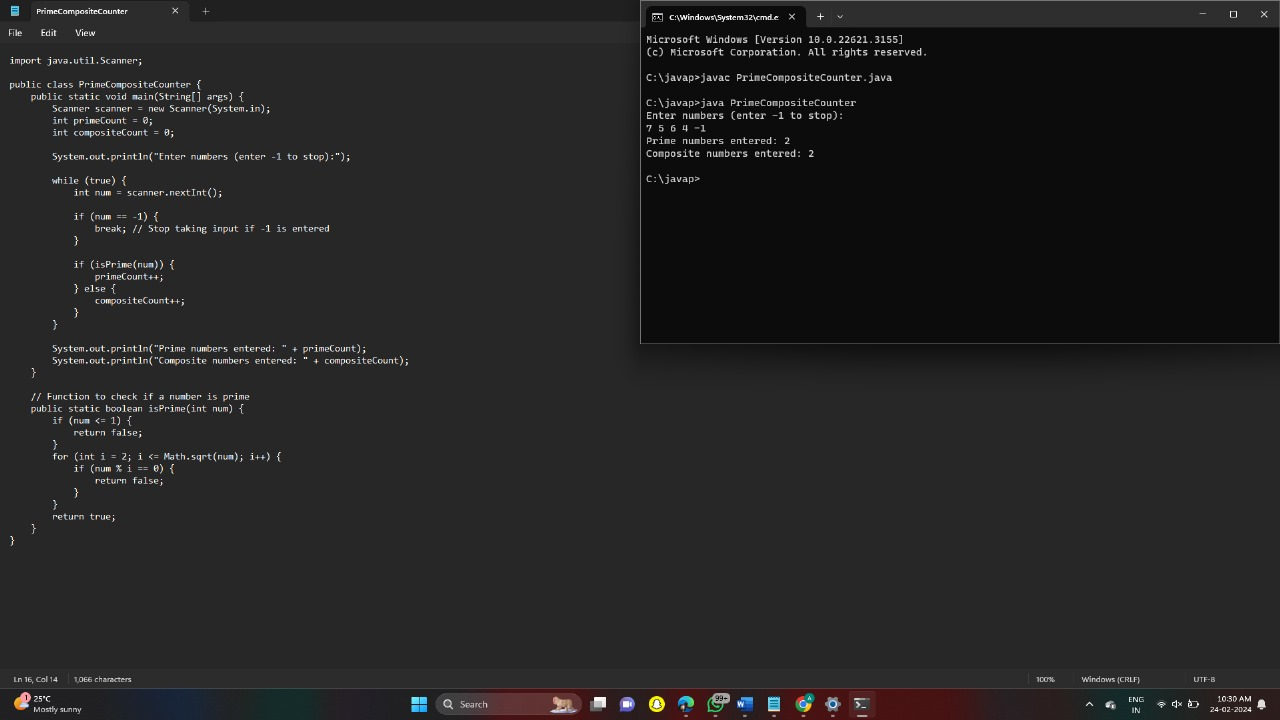 PrimeCompositeCounter
File Edit View
import java.util.Scanner;
public class PrimeCompositeCounter {
public static void main(String[] args) {
Scanner scanner = new Scanner(System.in);
int primeCount = 0;
int compositeCount = 0;
System.out.println("Enter numbers (enter -1 to stop):");
while (true) {
int num = scanner.nextInt();
if (num == -1) {
break; // Stop taking input if -1 is entered
}
if (isPrime(num)) {
primeCount++;
} else {
compositeCount++;
}
}
System.out.println("Prime numbers entered: " + primeCount);
System.out.println("Composite numbers entered: " + compositeCount);
}
// Function to check if a number is prime
public static boolean isPrime(int num) {
if (num <= 1) {
return false;
}
for (int i = 2; i <= Math.sqrt(num); i++) {
if (num % i == 0) {
return false;
}
}
return true;
}
}
Ln 16, Col 14 1,066 characters 100% Windows (CRLF) UTF-8
C:\Windows\System32\cmd.e
Microsoft Windows [Version 10.0.22621.3155]
(c) Microsoft Corporation. All rights reserved.
C:\javap>javac PrimeCompositeCounter.java
C:\javap>java PrimeCompositeCounter
Enter numbers (enter -1 to stop):
7 5 6 4 -1
Prime numbers entered: 2
Composite numbers entered: 2
C:\javap>
1
25°C
Mostly sunny
Search
99+
W
A
ENG
IN
10:30 AM
24-02-2024